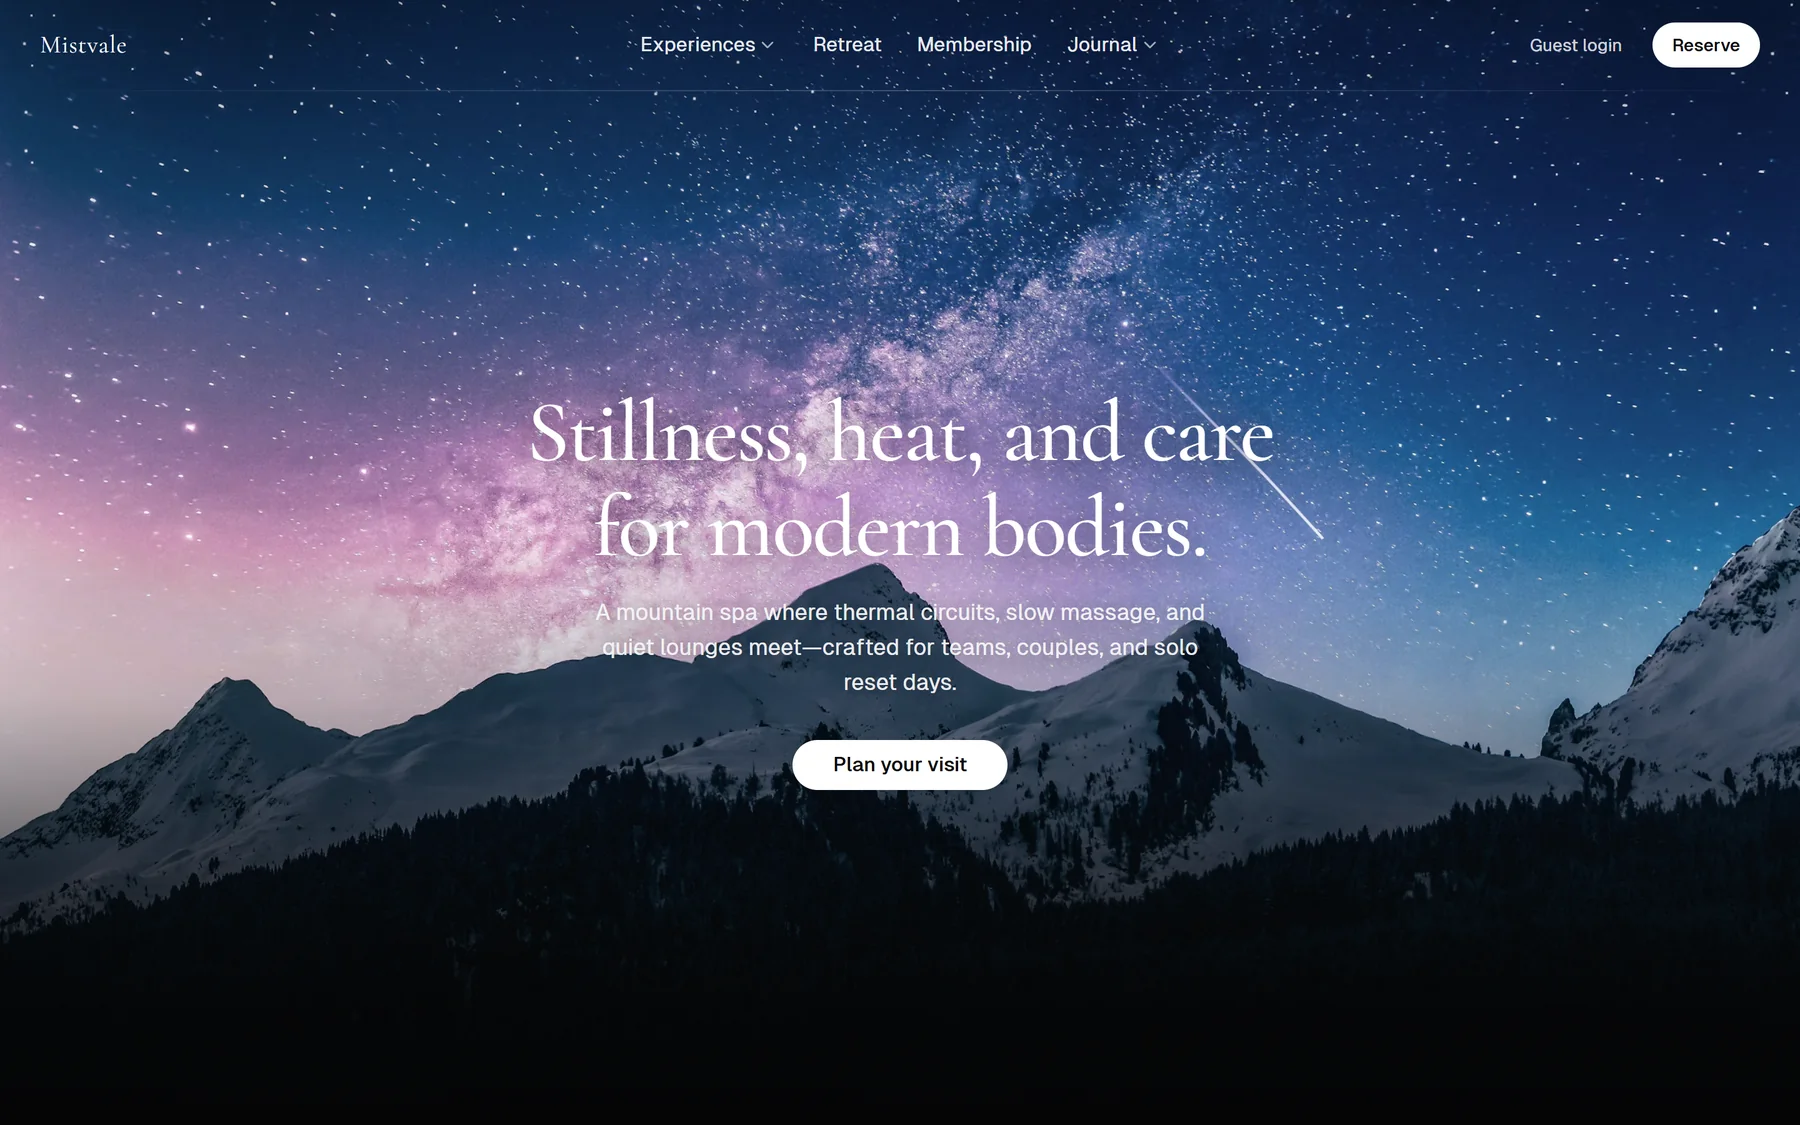 Mistvale
Experiences
Retreat
Membership
Journal
Guest login
Reserve
Stillness, heat, and care
for modern bodies.
A mountain spa where thermal circuits, slow massage, and
quiet lounges meet—crafted for teams, couples, and solo
reset days.
Plan your visit